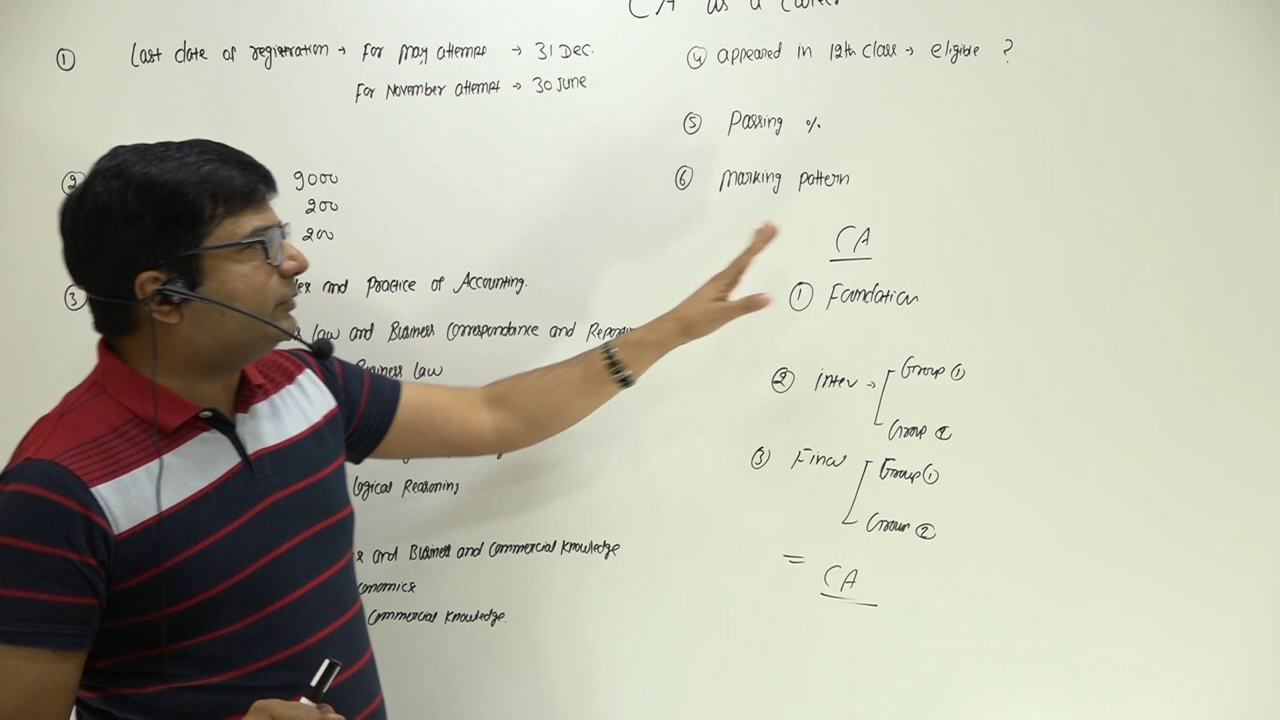 CA as a Career
① Last date of registration → For May attempt → 31 Dec.
For November attempt → 30 June
② 9000
200
200
③ and Practice of Accounting.
law and Business Correspondance and
Business law
logical Reasoning
and Business and Commercial Knowledge
Commercial Knowledge.
④ appeared in 12th Class → eligible ?
⑤ Passing %
⑥ Marking pattern
CA
① Foundation
② inter → Group ①
Group ②
③ Final Group ①
Group ②
= CA